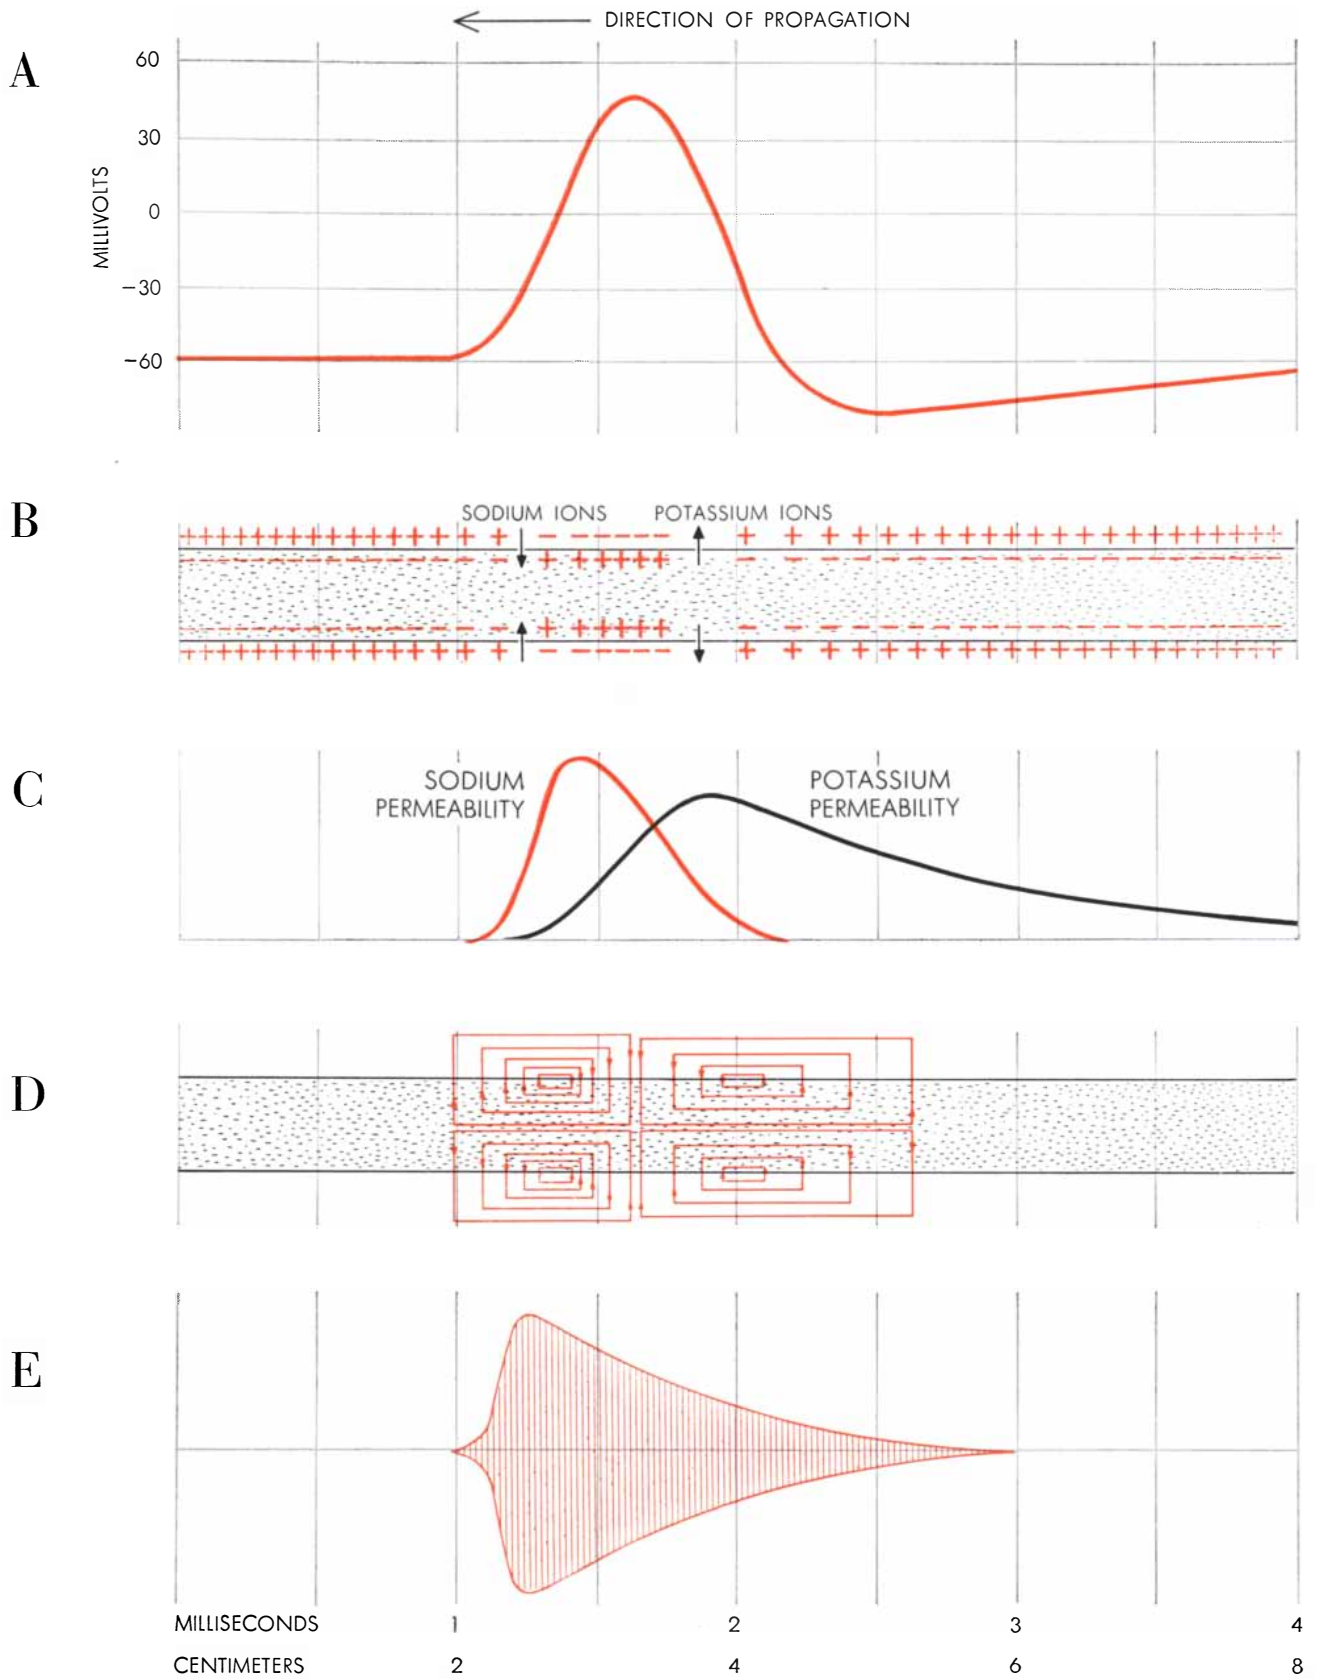 DIRECTION OF PROPAGATION
A
60
30
0
−30
−60
MILLIVOLTS
B
SODIUM IONS POTASSIUM IONS
C
SODIUM
PERMEABILITY
POTASSIUM
PERMEABILITY
D
E
MILLISECONDS 1 2 3 4
CENTIMETERS 2 4 6 8